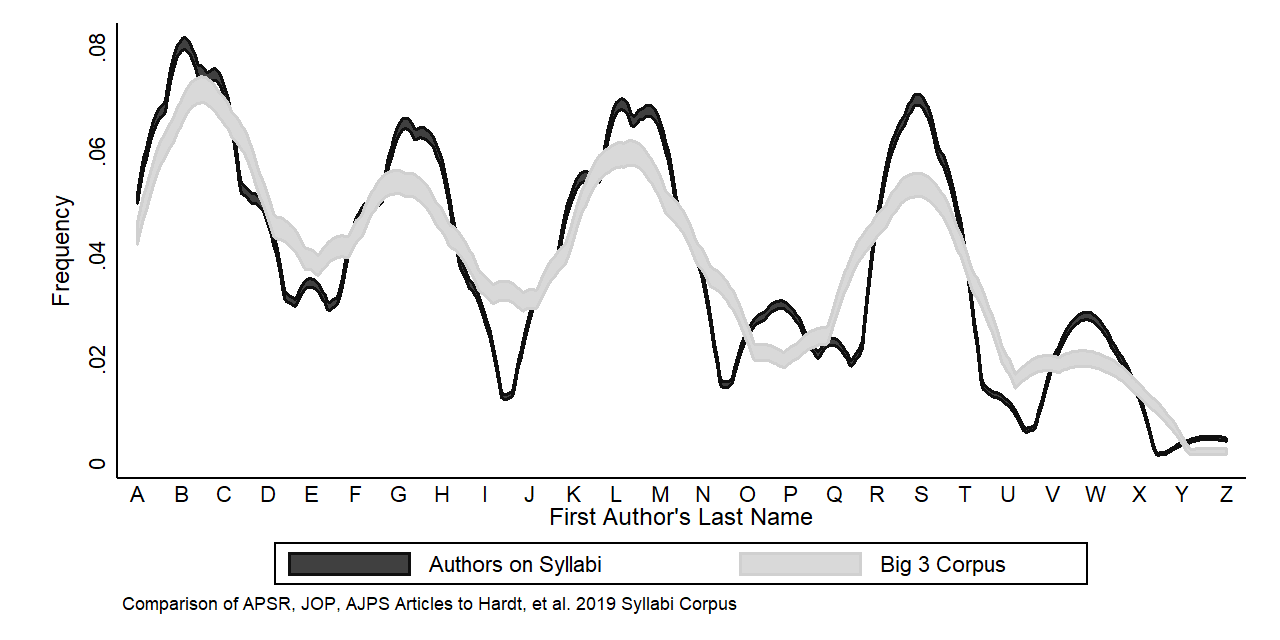 .08
.06
.04
.02
0
Frequency
A B C D E F G H I J K L M N O P Q R S T U V W X Y Z
First Author's Last Name
Authors on Syllabi Big 3 Corpus
Comparison of APSR, JOP, AJPS Articles to Hardt, et al. 2019 Syllabi Corpus